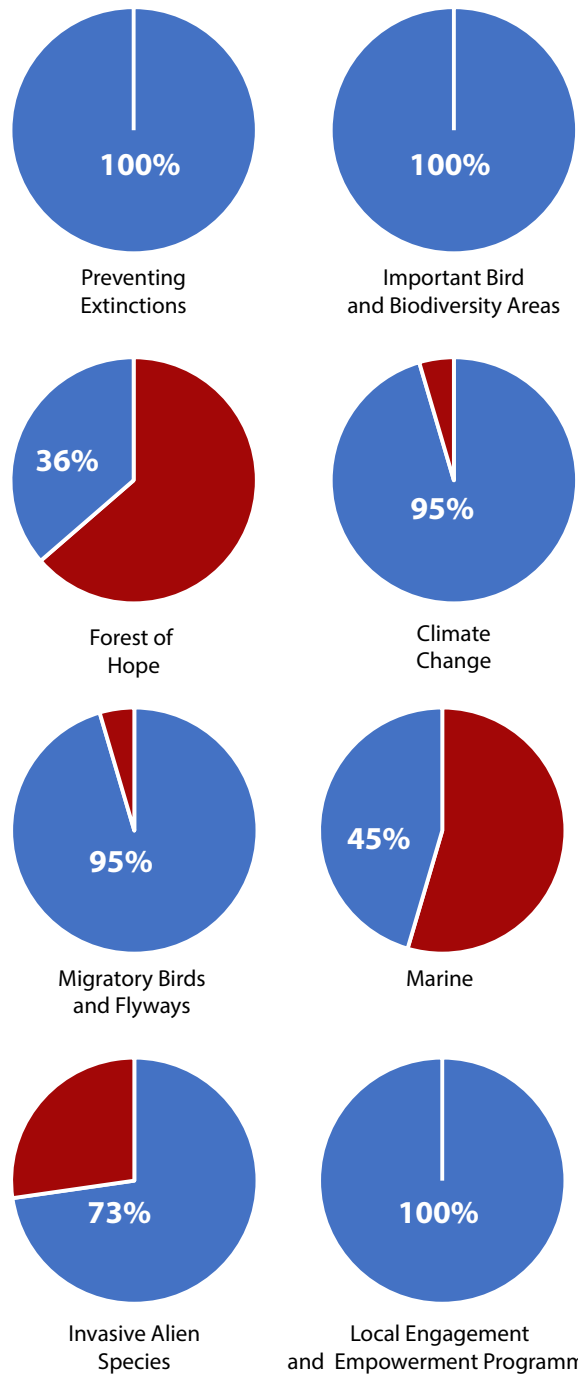 100%
100%
Preventing
Extinctions
Important Bird
and Biodiversity Areas
36%
95%
Forest of
Hope
Climate
Change
95%
45%
Migratory Birds
and Flyways
Marine
73%
100%
Invasive Alien
Species
Local Engagement
and Empowerment Programm